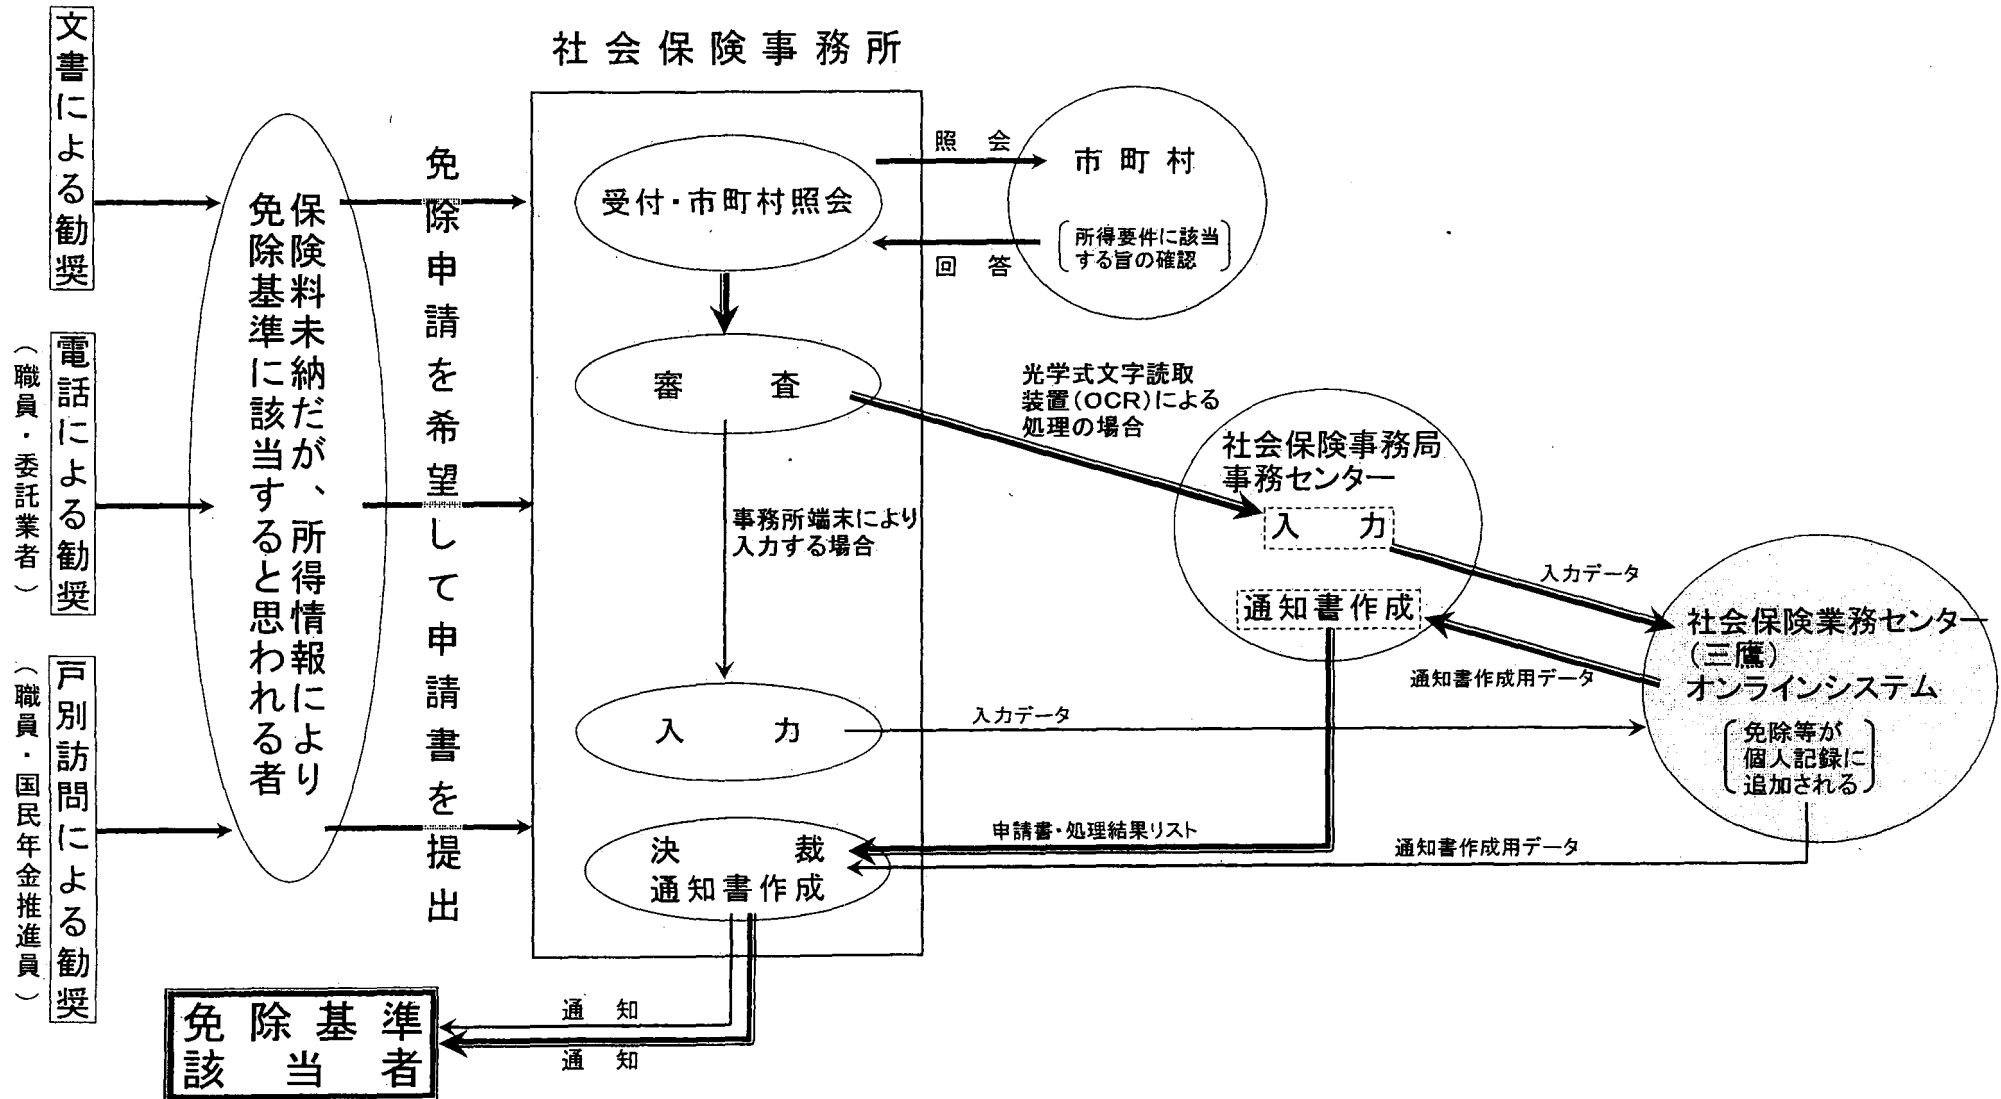 社会保険事務所
文書による勧奨
電話による勧奨
(職員・委託業者)
戸別訪問による勧奨
(職員・国民年金推進員)
保険料未納だが、所得情報により
免除基準に該当すると思われる者
免除申請を希望して申請書を提出
受付・市町村照会
照会
回答
市町村
所得要件に該当
する旨の確認
審査
光学式文字読取
装置(OCR)による
処理の場合
事務所端末により
入力する場合
社会保険事務局
事務センター
入力
通知書作成
入力データ
通知書作成用データ
社会保険業務センター
(三鷹)
オンラインシステム
免除等が
個人記録に
追加される
入力
入力データ
申請書・処理結果リスト
通知書作成用データ
決裁
通知書作成
通知
通知
免除基準
該当者